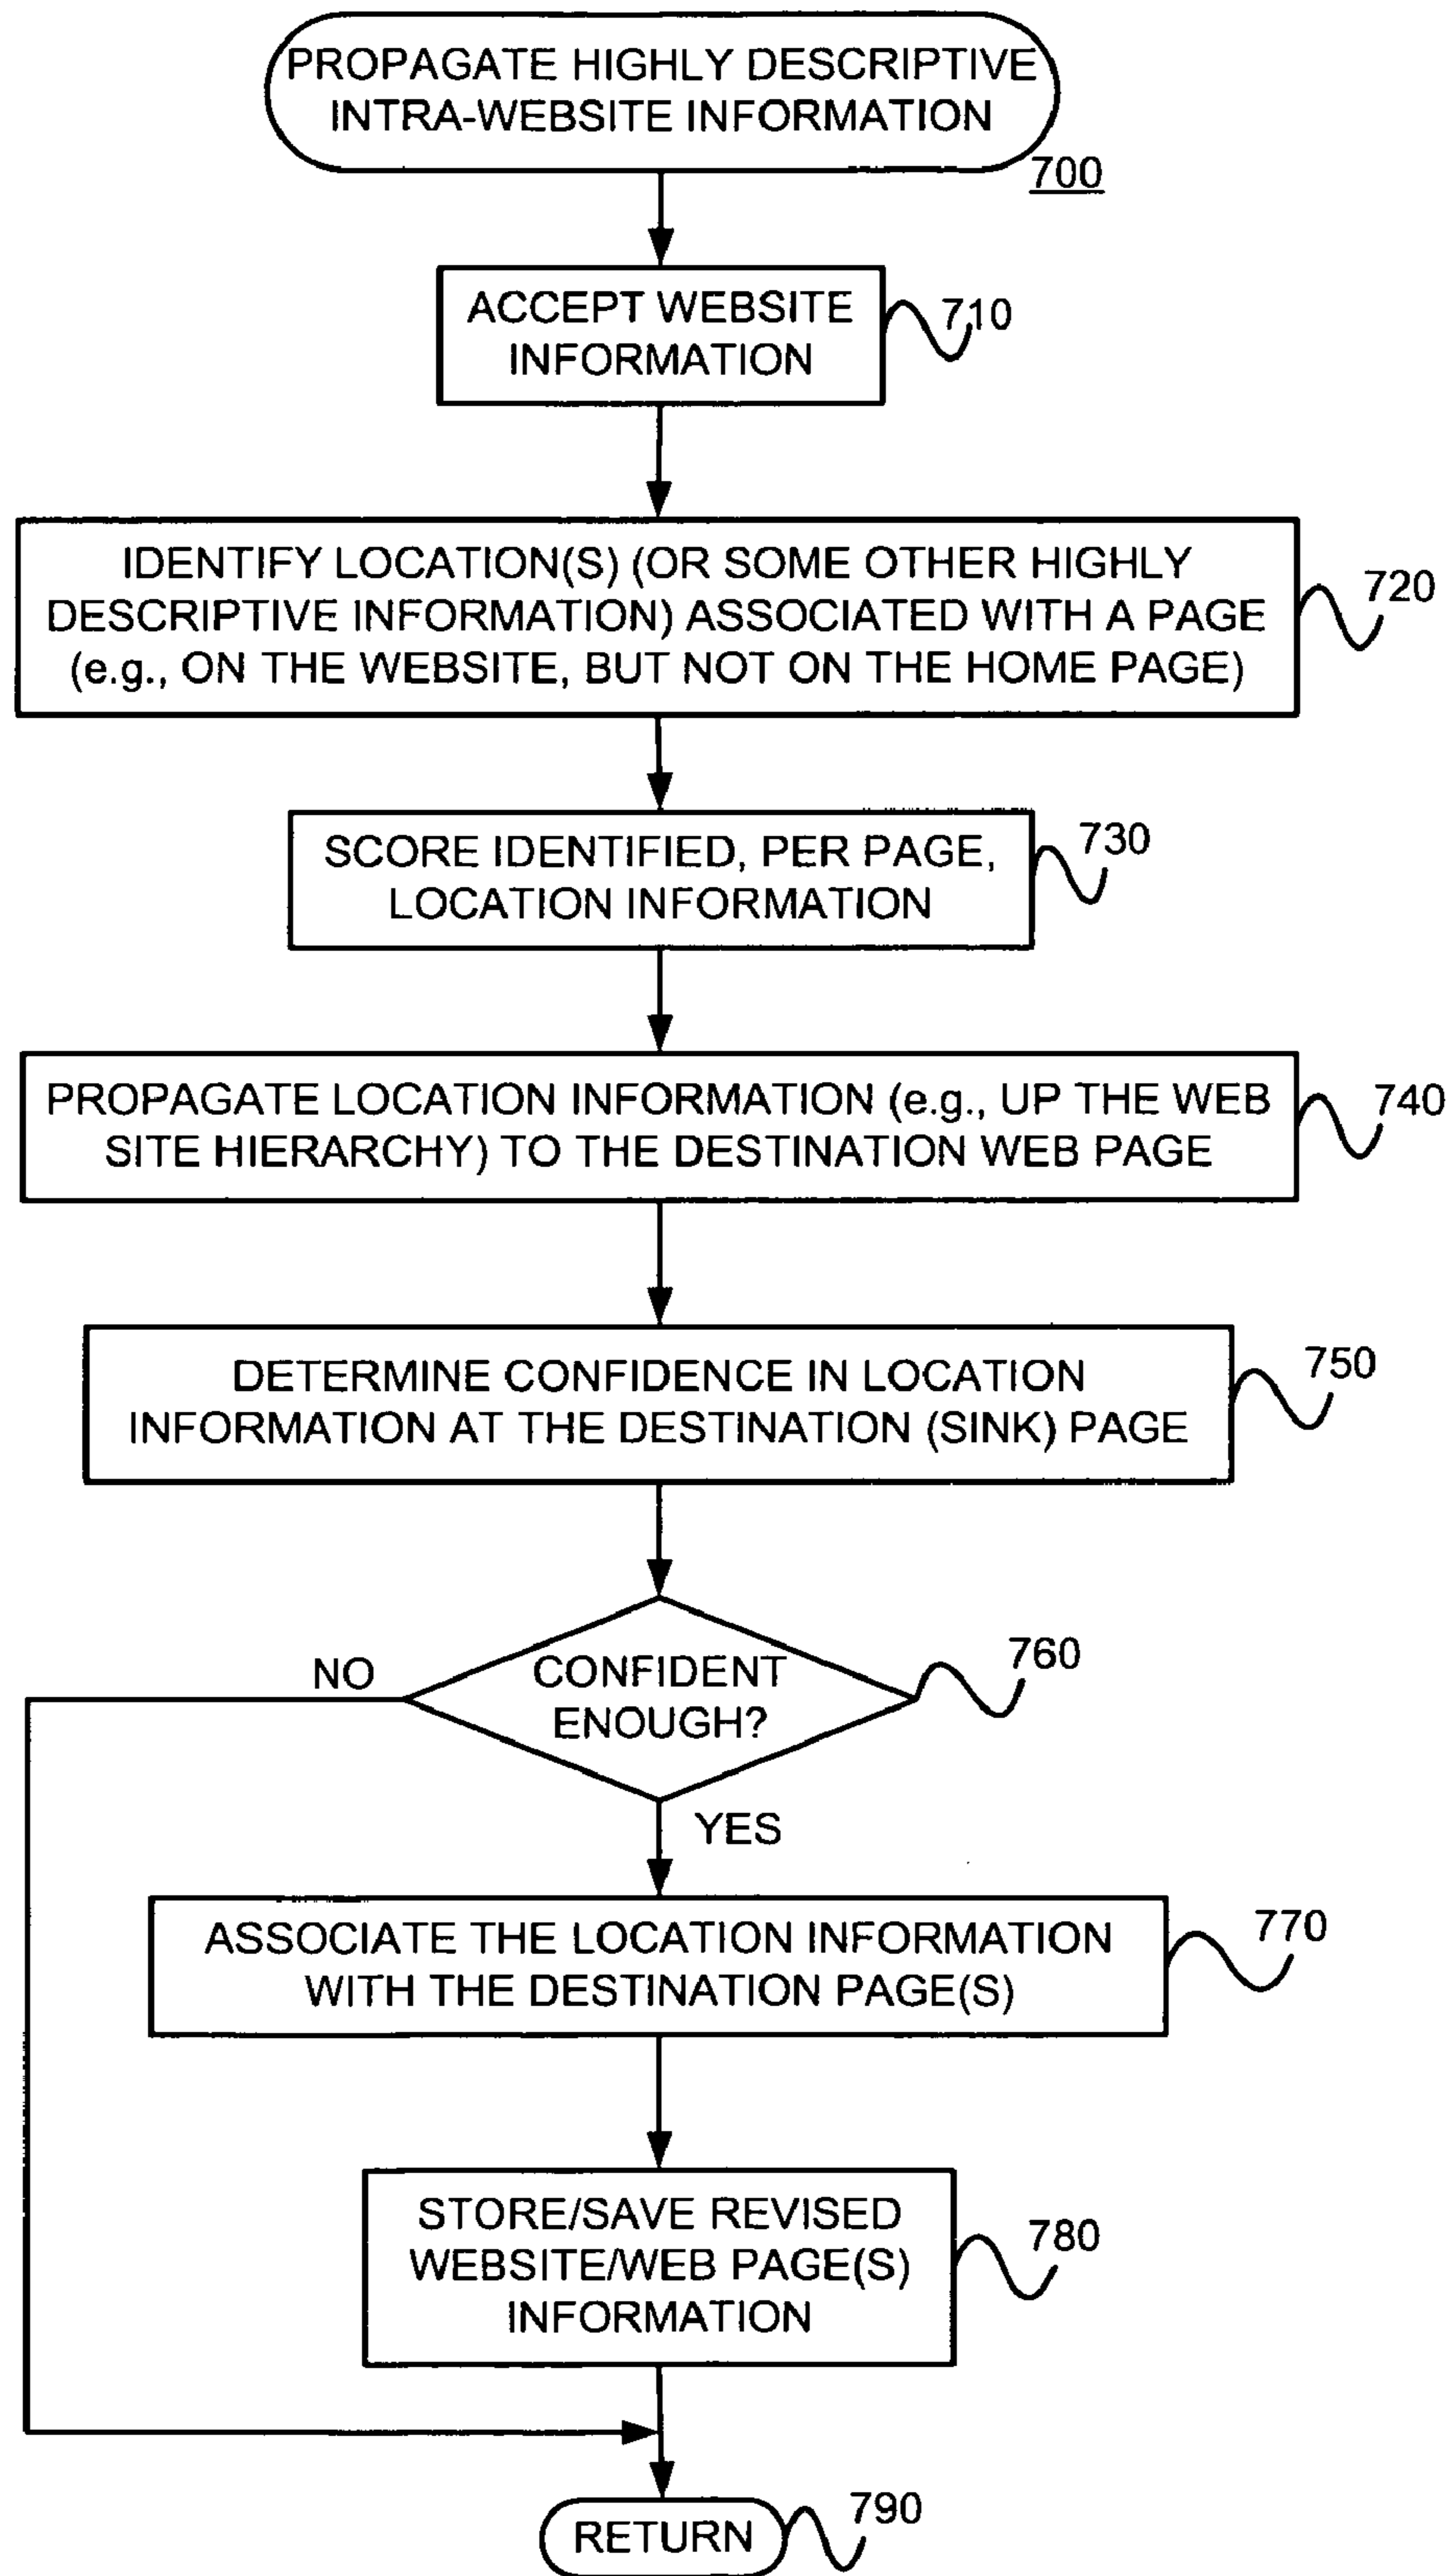 PROPAGATE HIGHLY DESCRIPTIVE
INTRA-WEBSITE INFORMATION
700
ACCEPT WEBSITE
INFORMATION
710
IDENTIFY LOCATION(S) (OR SOME OTHER HIGHLY
DESCRIPTIVE INFORMATION) ASSOCIATED WITH A PAGE
(e.g., ON THE WEBSITE, BUT NOT ON THE HOME PAGE)
720
SCORE IDENTIFIED, PER PAGE,
LOCATION INFORMATION
730
PROPAGATE LOCATION INFORMATION (e.g., UP THE WEB
SITE HIERARCHY) TO THE DESTINATION WEB PAGE
740
DETERMINE CONFIDENCE IN LOCATION
INFORMATION AT THE DESTINATION (SINK) PAGE
750
CONFIDENT
ENOUGH?
760
NO
YES
ASSOCIATE THE LOCATION INFORMATION
WITH THE DESTINATION PAGE(S)
770
STORE/SAVE REVISED
WEBSITE/WEB PAGE(S)
INFORMATION
780
RETURN
790